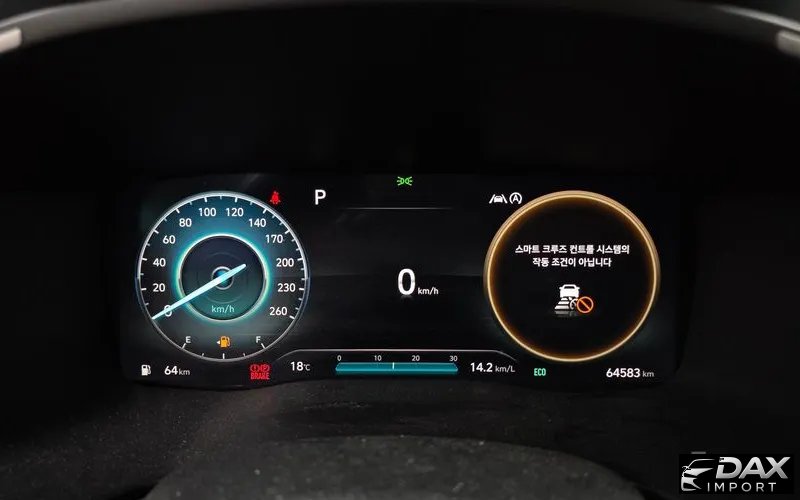 P
100 120
80 140
60 170
40 200
20 230
0 260
km/h
E F
0 km/h
스마트 크루즈 컨트롤 시스템의
작동 조건이 아닙니다
64 km
BRAKE
18℃
0 10 20 30
14.2 km/L
ECO
64583 km
DAX
IMPORT